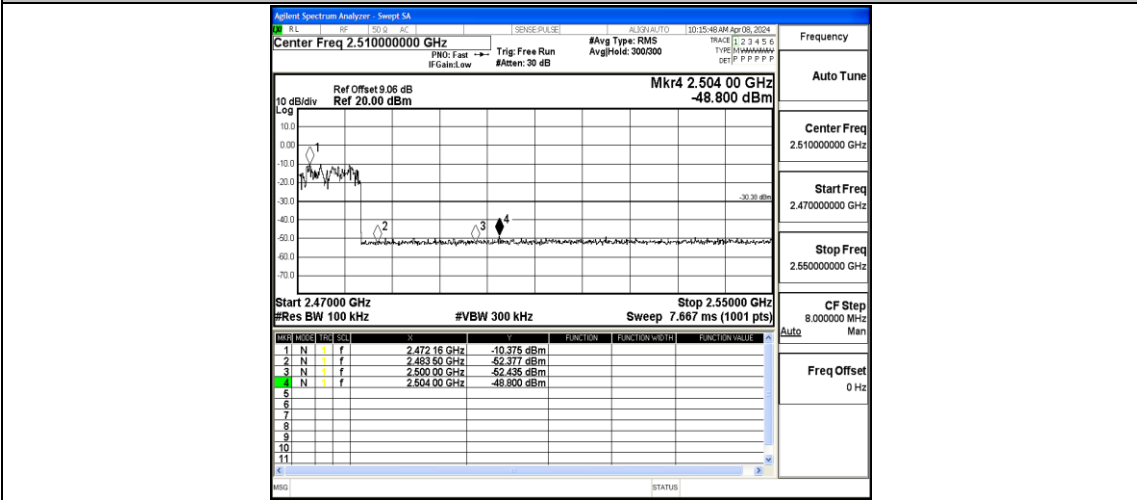 Agilent Spectrum Analyzer - Swept SA
RL RF 50 Ω AC SENSE:PULSE ALIGN AUTO 10:15:48 AM Apr 08, 2024
Center Freq 2.510000000 GHz
PNO: Fast
IFGain:Low
Trig: Free Run
#Atten: 30 dB
#Avg Type: RMS
Avg|Hold: 300/300
TRACE 1 2 3 4 5 6
TYPE M
DET P P P P P P
Ref Offset 9.06 dB
10 dB/div Ref 20.00 dBm
Log
Mkr4 2.504 00 GHz
-48.800 dBm
10.0
0.00
-10.0
-20.0
-30.0
-40.0
-50.0
-60.0
-70.0
1
2
3
4
-30.38 dBm
Start 2.47000 GHz Stop 2.55000 GHz
#Res BW 100 kHz #VBW 300 kHz Sweep 7.667 ms (1001 pts)
MKR MODE TRC SCL X Y FUNCTION FUNCTION WIDTH FUNCTION VALUE
1 N 1 f 2.472 16 GHz -10.375 dBm
2 N 1 f 2.483 50 GHz -52.377 dBm
3 N 1 f 2.500 00 GHz -52.435 dBm
4 N 1 f 2.504 00 GHz -48.800 dBm
5
6
7
8
9
10
11
MSG STATUS
Frequency
Auto Tune
Center Freq
2.510000000 GHz
Start Freq
2.470000000 GHz
Stop Freq
2.550000000 GHz
CF Step
8.000000 MHz
Auto Man
Freq Offset
0 Hz